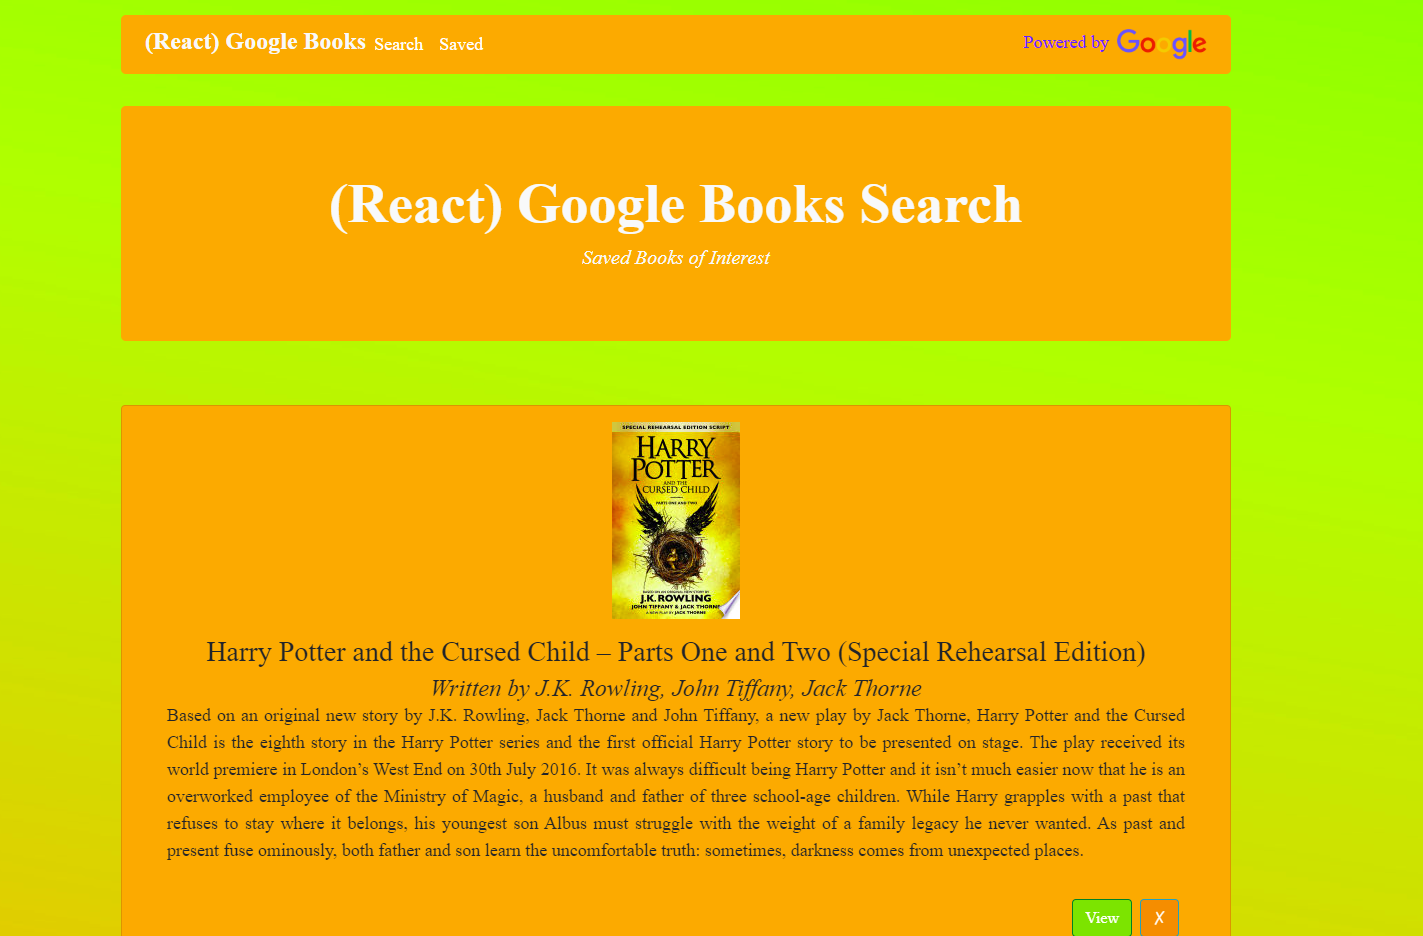 (React) Google Books Search Saved Powered by Google
(React) Google Books Search
Saved Books of Interest
SPECIAL REHEARSAL EDITION SCRIPT
HARRY
POTTER
AND THE
CURSED CHILD
PARTS ONE AND TWO
BASED ON AN ORIGINAL NEW STORY BY
J.K. ROWLING
JOHN TIFFANY & JACK THORNE
A NEW PLAY BY JACK THORNE
Harry Potter and the Cursed Child – Parts One and Two (Special Rehearsal Edition)
Written by J.K. Rowling, John Tiffany, Jack Thorne
Based on an original new story by J.K. Rowling, Jack Thorne and John Tiffany, a new play by Jack Thorne, Harry Potter and the Cursed
Child is the eighth story in the Harry Potter series and the first official Harry Potter story to be presented on stage. The play received its
world premiere in London’s West End on 30th July 2016. It was always difficult being Harry Potter and it isn’t much easier now that he is an
overworked employee of the Ministry of Magic, a husband and father of three school-age children. While Harry grapples with a past that
refuses to stay where it belongs, his youngest son Albus must struggle with the weight of a family legacy he never wanted. As past and
present fuse ominously, both father and son learn the uncomfortable truth: sometimes, darkness comes from unexpected places.
View ✗